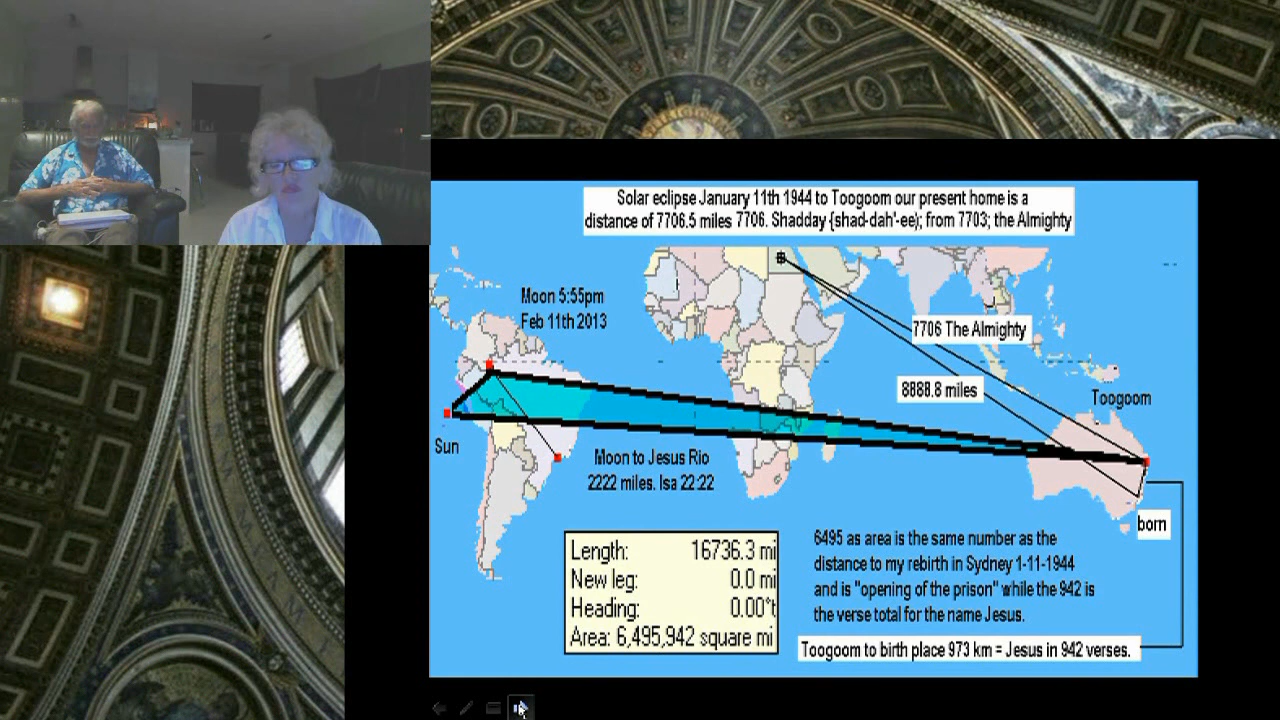 Solar eclipse January 11th 1944 to Toogoom our present home is a
distance of 7706.5 miles 7706. Shadday {shad-dah'-ee}; from 7703; the Almighty
Moon 5:55pm
Feb 11th 2013
7706 The Almighty
8888.8 miles
Toogoom
Sun
Moon to Jesus Rio
2222 miles. Isa 22:22
born
Length: 16736.3 mi
New leg: 0.0 mi
Heading: 0.00°t
Area: 6,495,942 square mi
6495 as area is the same number as the
distance to my rebirth in Sydney 1-11-1944
and is "opening of the prison" while the 942 is
the verse total for the name Jesus.
Toogoom to birth place 973 km = Jesus in 942 verses.